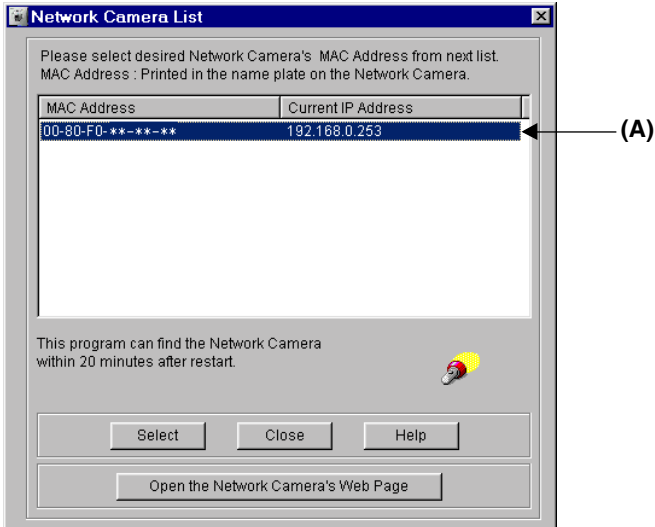 Network Camera List
Please select desired Network Camera's MAC Address from next list.
MAC Address : Printed in the name plate on the Network Camera.
MAC Address Current IP Address
00-80-F0-**-**-** 192.168.0.253
(A)
This program can find the Network Camera
within 20 minutes after restart.
Select Close Help
Open the Network Camera's Web Page